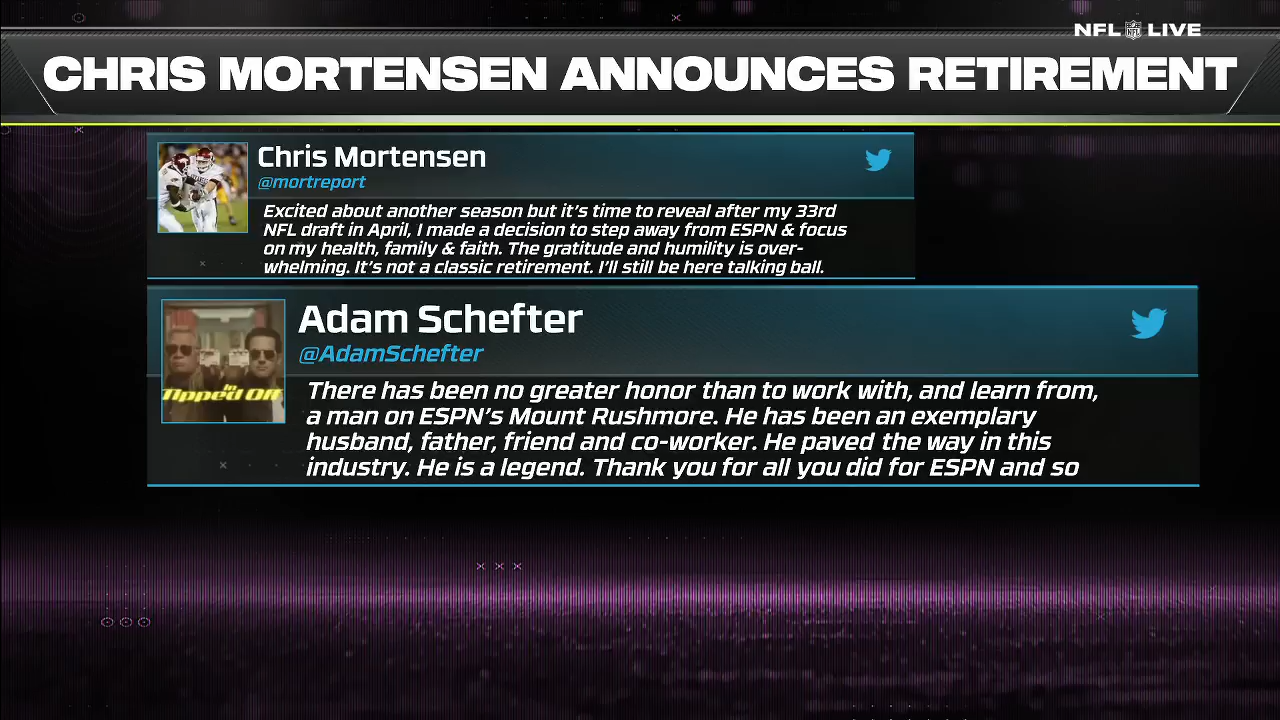 NFL NFL LIVE
CHRIS MORTENSEN ANNOUNCES RETIREMENT
Chris Mortensen
@mortreport
Excited about another season but it's time to reveal after my 33rd
NFL draft in April, I made a decision to step away from ESPN & focus
on my health, family & faith. The gratitude and humility is over-
whelming. It's not a classic retirement. I'll still be here talking ball.
Adam Schefter
@AdamSchefter
in
Tipped Off
There has been no greater honor than to work with, and learn from,
a man on ESPN's Mount Rushmore. He has been an exemplary
husband, father, friend and co-worker. He paved the way in this
industry. He is a legend. Thank you for all you did for ESPN and so